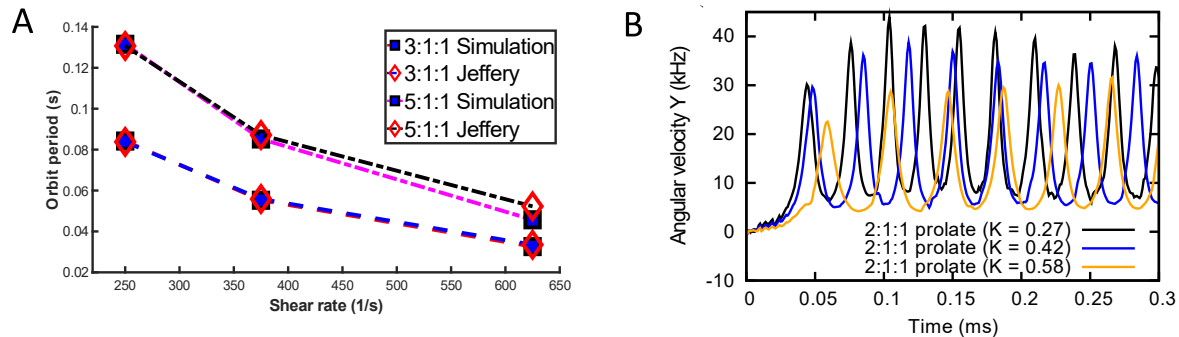 A
Orbit period (s)
0.14
0.12
0.1
0.08
0.06
0.04
0.02
3:1:1 Simulation
3:1:1 Jeffery
5:1:1 Simulation
5:1:1 Jeffery
250 300 350 400 450 500 550 600 650
Shear rate (1/s)
B
Angular velocity Y (kHz)
40
30
20
10
0
-10
2:1:1 prolate (K = 0.27)
2:1:1 prolate (K = 0.42)
2:1:1 prolate (K = 0.58)
0 0.05 0.1 0.15 0.2 0.25 0.3
Time (ms)